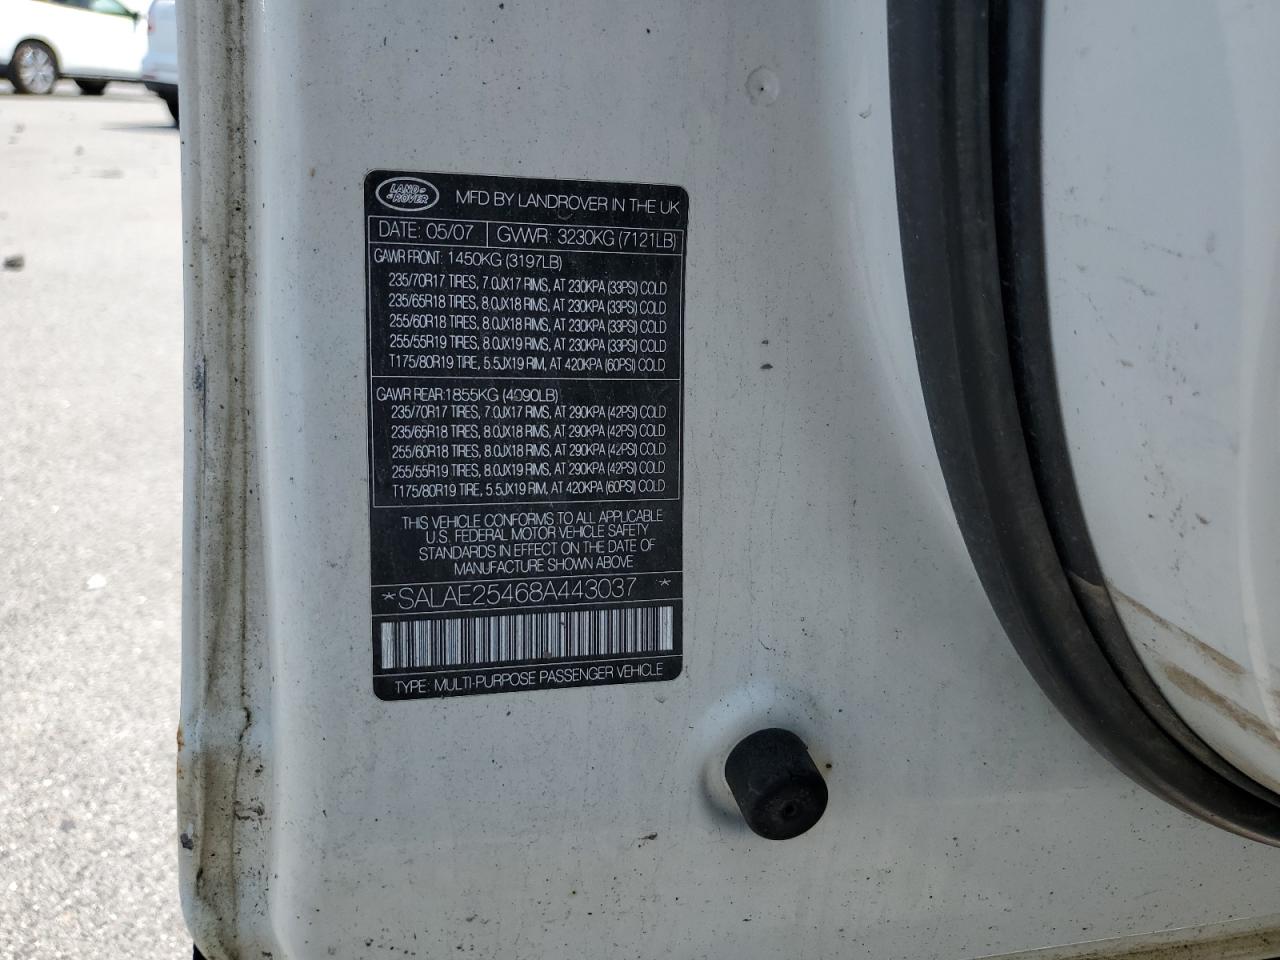 LAND ROVER
MFD BY LANDROVER IN THE UK
DATE: 05/07 GVWR: 3230KG (7121LB)
GAWR FRONT: 1450KG (3197LB)
235/70R17 TIRES, 7.0JX17 RIMS, AT 230KPA (33PSI) COLD
235/65R18 TIRES, 8.0JX18 RIMS, AT 230KPA (33PSI) COLD
255/60R18 TIRES, 8.0JX18 RIMS, AT 230KPA (33PSI) COLD
255/55R19 TIRES, 8.0JX19 RIMS, AT 230KPA (33PSI) COLD
T175/80R19 TIRE, 5.5JX19 RIM, AT 420KPA (60PSI) COLD
GAWR REAR:1855KG (4090LB)
235/70R17 TIRES, 7.0JX17 RIMS, AT 290KPA (42PSI) COLD
235/65R18 TIRES, 8.0JX18 RIMS, AT 290KPA (42PSI) COLD
255/60R18 TIRES, 8.0JX18 RIMS, AT 290KPA (42PSI) COLD
255/55R19 TIRES, 8.0JX19 RIMS, AT 290KPA (42PSI) COLD
T175/80R19 TIRE, 5.5JX19 RIM, AT 420KPA (60PSI) COLD
THIS VEHICLE CONFORMS TO ALL APPLICABLE
U.S. FEDERAL MOTOR VEHICLE SAFETY
STANDARDS IN EFFECT ON THE DATE OF
MANUFACTURE SHOWN ABOVE
*SALAE25468A443037 *
TYPE: MULTI-PURPOSE PASSENGER VEHICLE